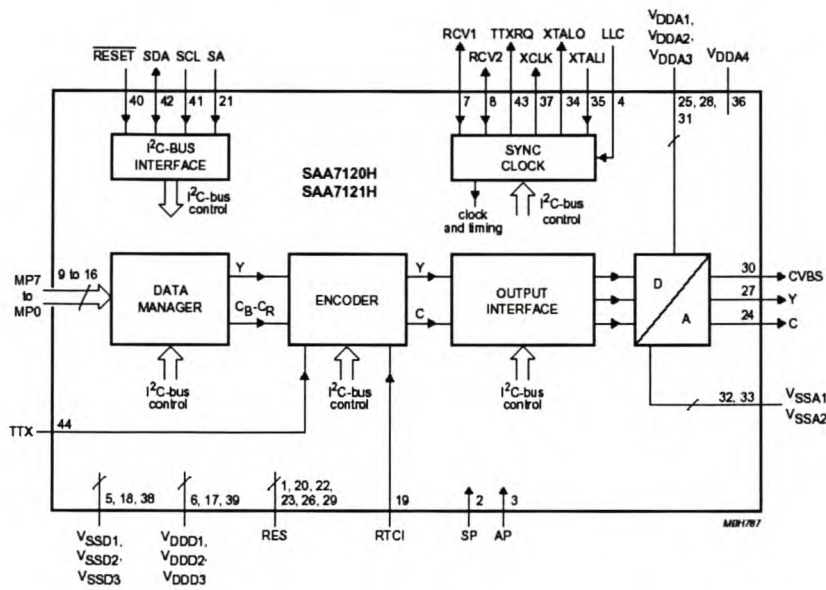 RESET SDA SCL SA
40 42 41 21
RCV1 TTXRQ XTALO LLC
RCV2 XCLK XTALI
7 8 43 37 34 35 4
VDDA1,
VDDA2,
VDDA3 VDDA4
25, 28, 36
31
I²C-BUS
INTERFACE
I²C-bus
control
SAA7120H
SAA7121H
SYNC
CLOCK
clock
and timing
I²C-bus
control
MP7
to
MP0
9 to 16
DATA
MANAGER
Y
CB-CR
ENCODER
Y
C
OUTPUT
INTERFACE
D
A
30 CVBS
27 Y
24 C
I²C-bus
control
I²C-bus
control
I²C-bus
control
32, 33 VSSA1
VSSA2
TTX 44
5, 18, 38
6, 17, 39
1, 20, 22,
23, 26, 29
19
2
3
MBH787
VSSD1,
VSSD2,
VSSD3
VDDD1,
VDDD2,
VDDD3
RES RTCI SP AP